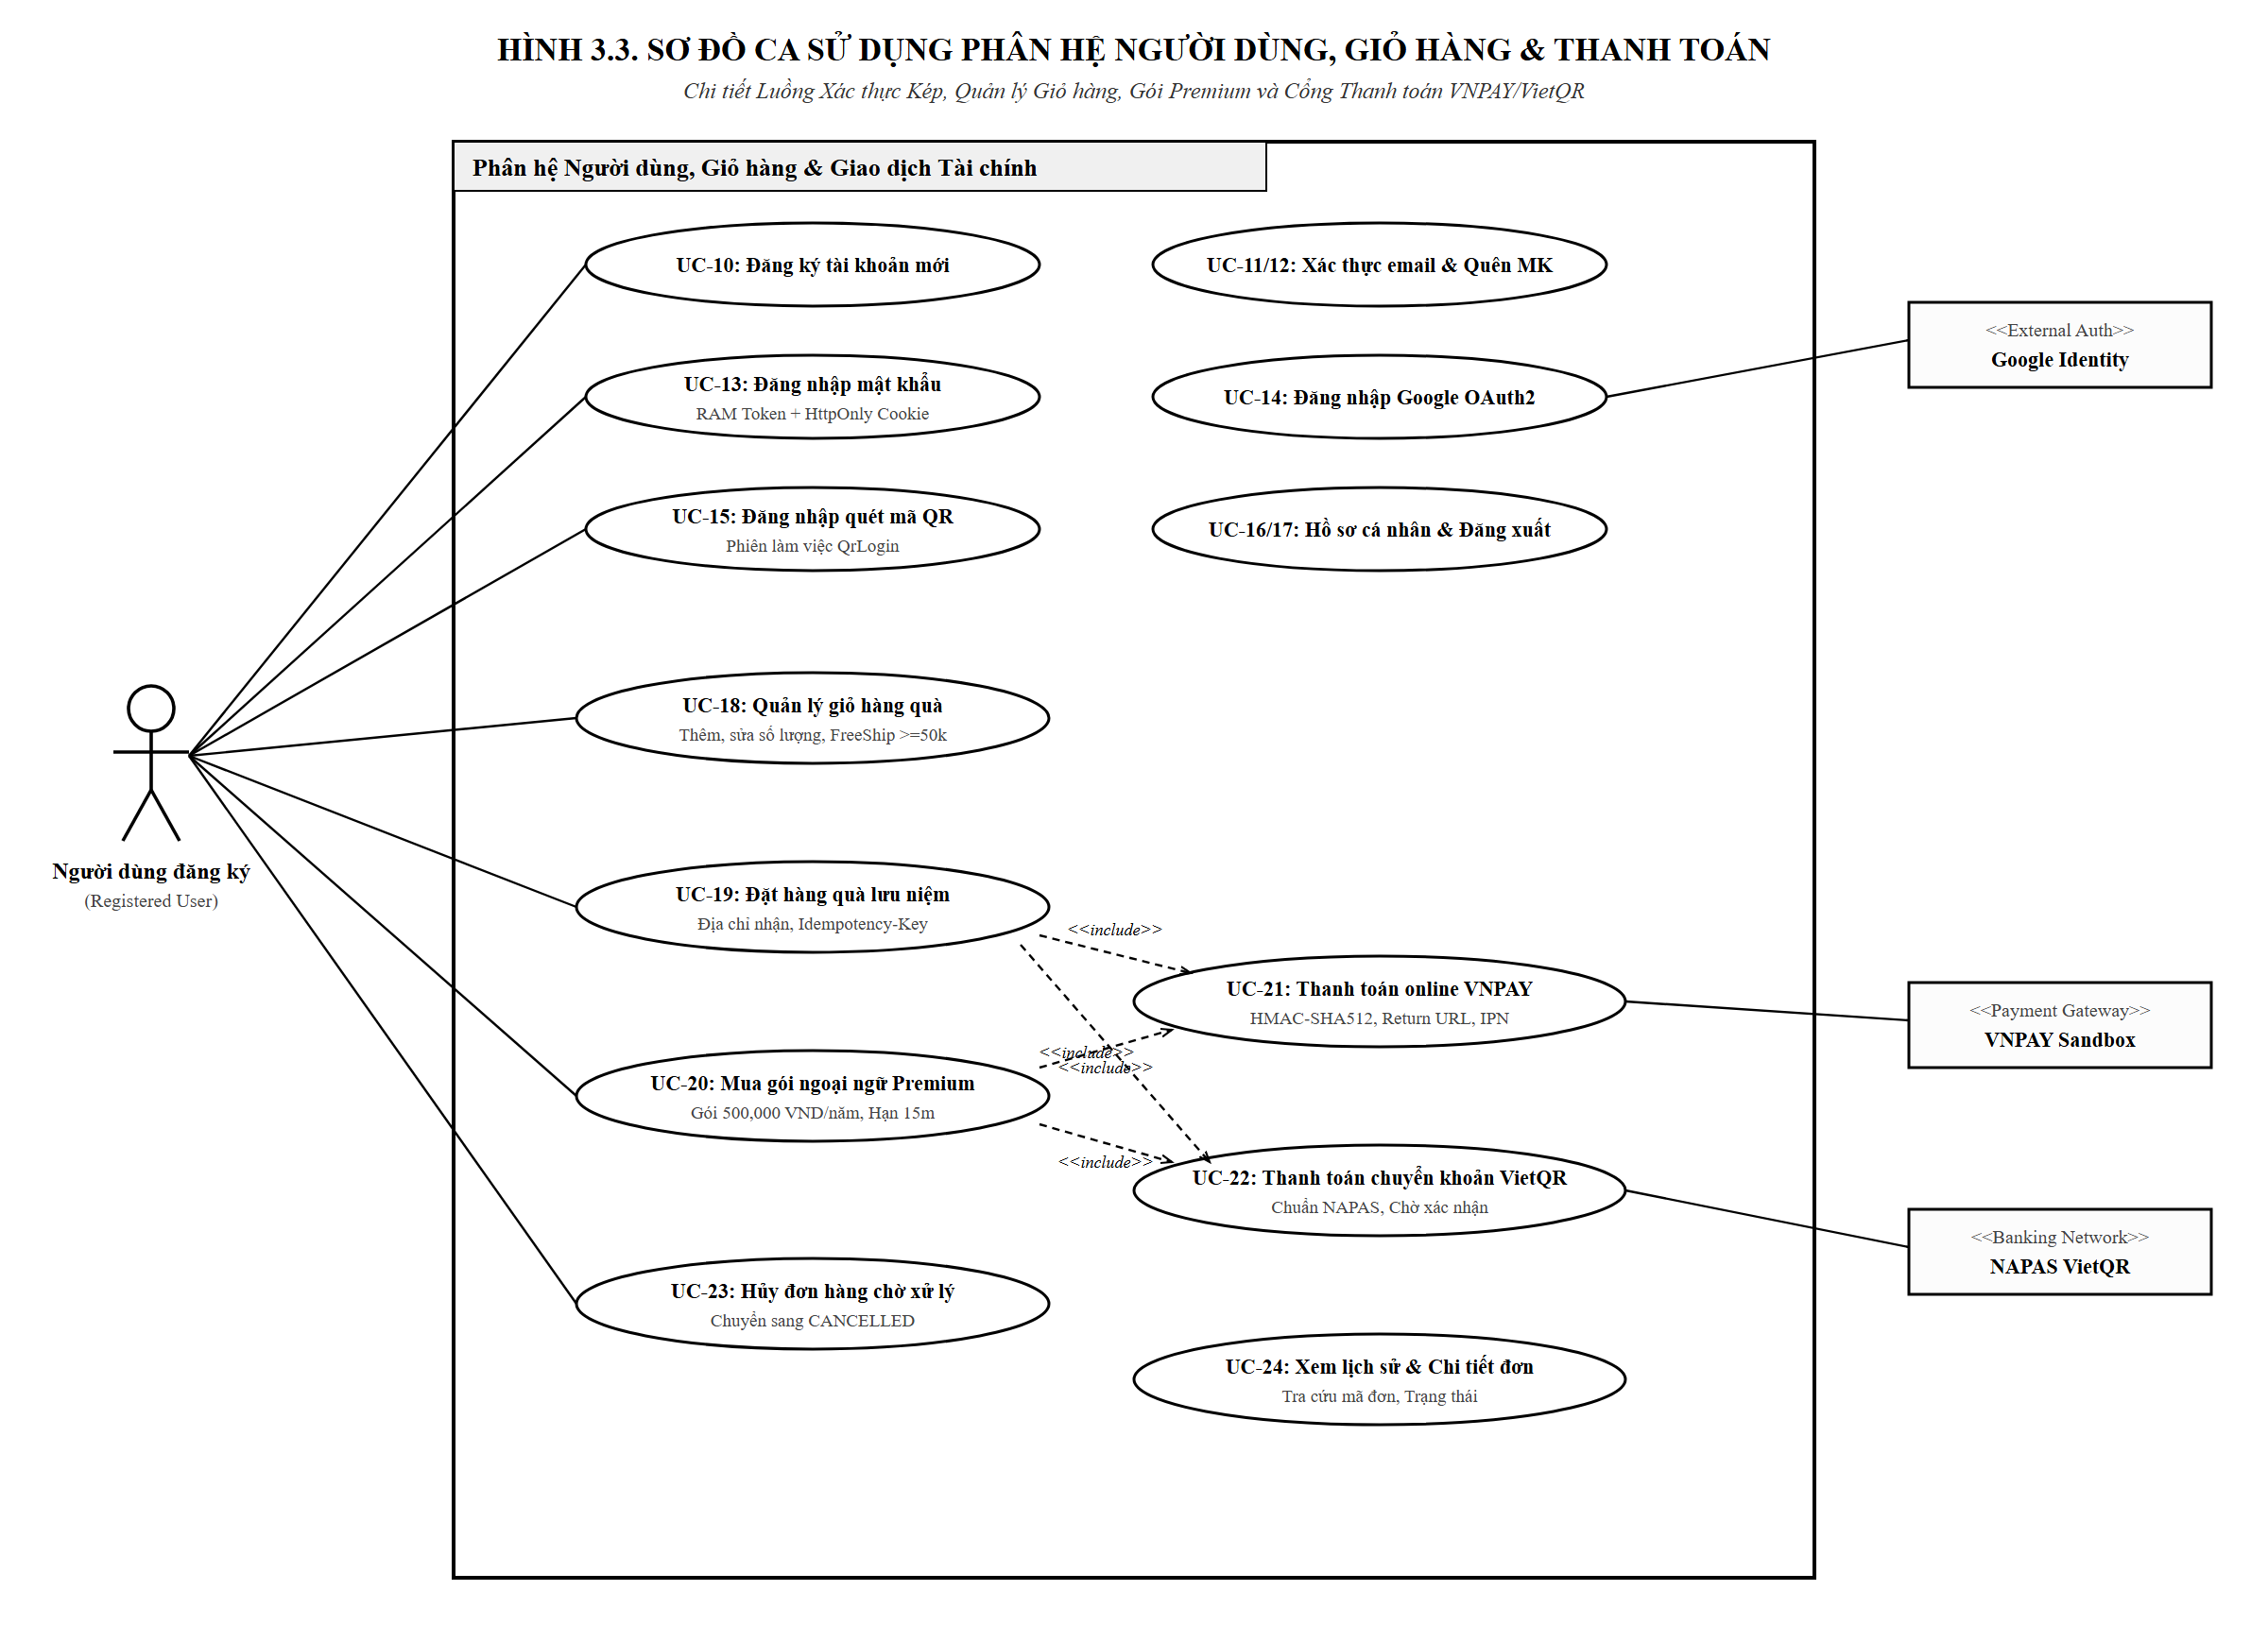 HÌNH 3.3. SƠ ĐỒ CA SỬ DỤNG PHÂN HỆ NGƯỜI DÙNG, GIỎ HÀNG & THANH TOÁN
Chi tiết Luồng Xác thực Kép, Quản lý Giỏ hàng, Gói Premium và Cổng Thanh toán VNPAY/VietQR
Phân hệ Người dùng, Giỏ hàng & Giao dịch Tài chính
UC-10: Đăng ký tài khoản mới
UC-11/12: Xác thực email & Quên MK
<<External Auth>>
Google Identity
UC-13: Đăng nhập mật khẩu
RAM Token + HttpOnly Cookie
UC-14: Đăng nhập Google OAuth2
UC-15: Đăng nhập quét mã QR
Phiên làm việc QrLogin
UC-16/17: Hồ sơ cá nhân & Đăng xuất
UC-18: Quản lý giỏ hàng quà
Thêm, sửa số lượng, FreeShip >=50k
Người dùng đăng ký
(Registered User)
UC-19: Đặt hàng quà lưu niệm
Địa chỉ nhận, Idempotency-Key
<<include>>
UC-21: Thanh toán online VNPAY
HMAC-SHA512, Return URL, IPN
<<Payment Gateway>>
VNPAY Sandbox
<<include>>
<<include>>
UC-20: Mua gói ngoại ngữ Premium
Gói 500,000 VND/năm, Hạn 15m
<<include>>
UC-22: Thanh toán chuyển khoản VietQR
Chuẩn NAPAS, Chờ xác nhận
<<Banking Network>>
NAPAS VietQR
UC-23: Hủy đơn hàng chờ xử lý
Chuyển sang CANCELLED
UC-24: Xem lịch sử & Chi tiết đơn
Tra cứu mã đơn, Trạng thái